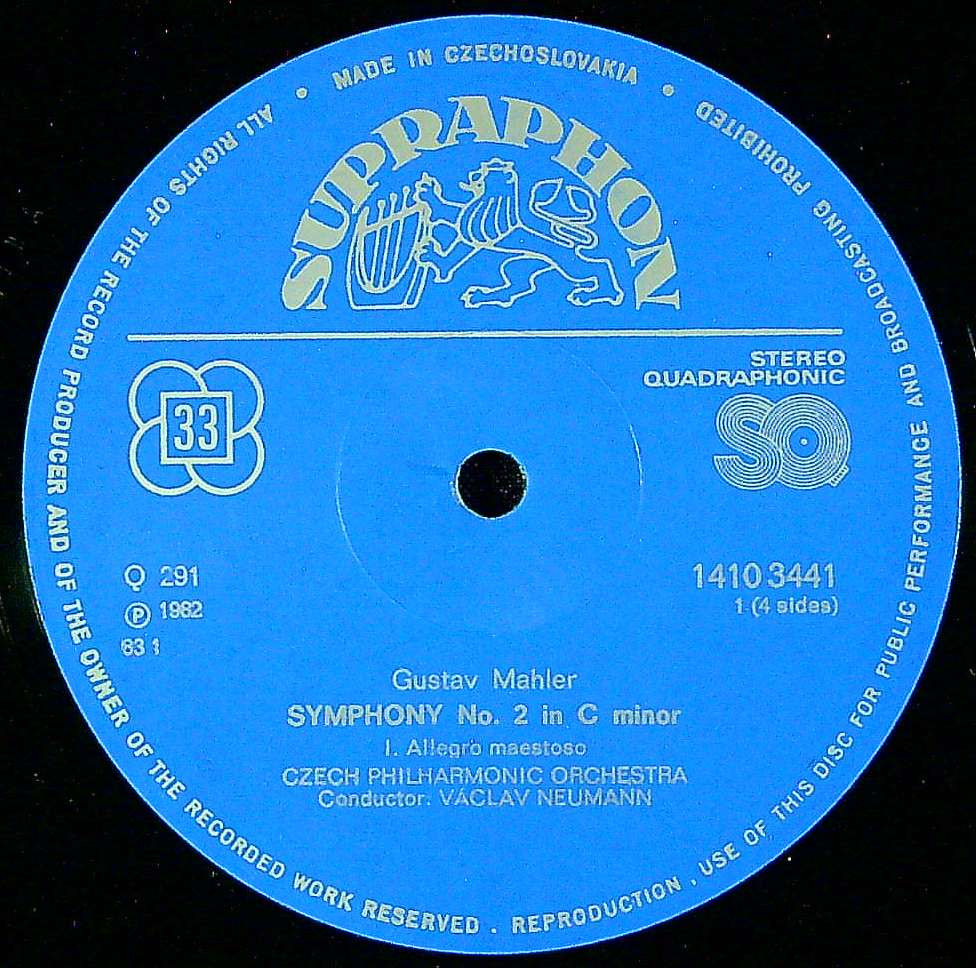 MADE IN CZECHOSLOVAKIA
SUPRAPHON
33
STEREO
QUADRAPHONIC
SQ
Q 291
Ⓟ 1982
83 1
1410 3441
1 (4 sides)
Gustav Mahler
SYMPHONY No. 2 in C minor
I. Allegro maestoso
CZECH PHILHARMONIC ORCHESTRA
Conductor: VÁCLAV NEUMANN
ALL RIGHTS OF THE RECORD PRODUCER AND OF THE OWNER OF THE RECORDED WORK RESERVED . REPRODUCTION , USE OF THIS DISC FOR PUBLIC PERFORMANCE AND BROADCASTING PROHIBITED